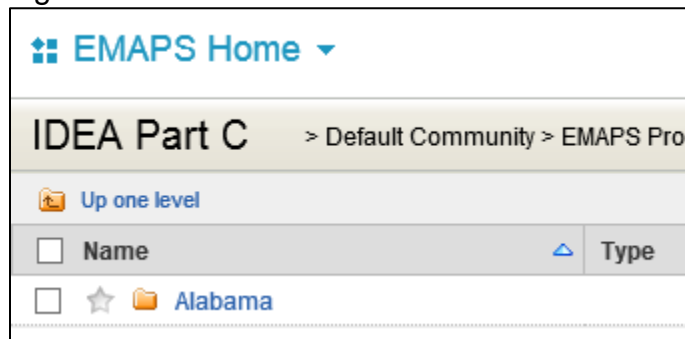 EMAPS Home
IDEA Part C > Default Community > EMAPS Pro
Up one level
Name Type
Alabama